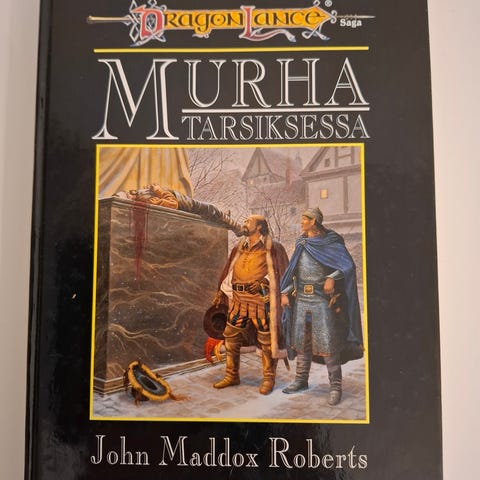 DRAGONLANCE®
Saga
MURHA
TARSIKSESSA
John Maddox Roberts